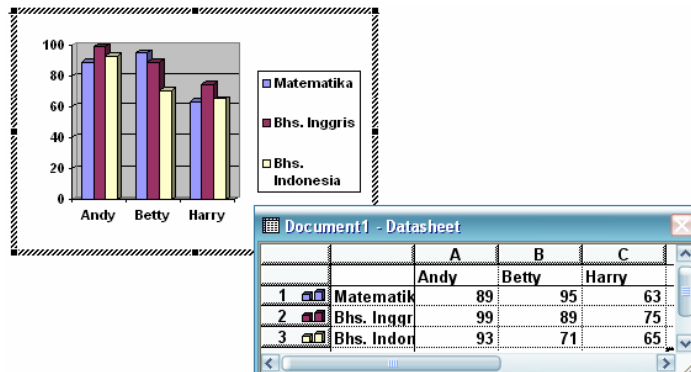 100
80
60
40
20
0
Andy Betty Harry
Matematika
Bhs. Inggris
Bhs.
Indonesia
Document1 - Datasheet
A B C
Andy Betty Harry
1 Matematik 89 95 63
2 Bhs. Inggr 99 89 75
3 Bhs. Indon 93 71 65